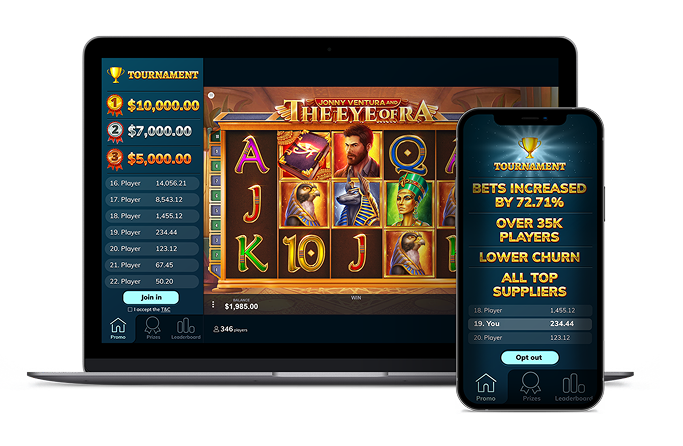 TOURNAMENT
1 $10,000.00
2 $7,000.00
3 $5,000.00
16. Player 14,056.21
17. Player 8,543.12
18. Player 1,455.12
19. Player 234.44
20. Player 123.12
21. Player 67.45
22. Player 50.20
Join in
I accept the T&C
Promo Prizes Leaderboard
JONNY VENTURA AND
THE EYE OF RA
A Q A
J
K 10 J
BALANCE
$1,985.00
WIN
346 players
TOURNAMENT
BETS INCREASED
BY 72.71%
OVER 35K
PLAYERS
LOWER CHURN
ALL TOP
SUPPLIERS
18. Player 1,455.12
19. You 234.44
20. Player 123.12
Opt out
Promo Prizes Leaderboard